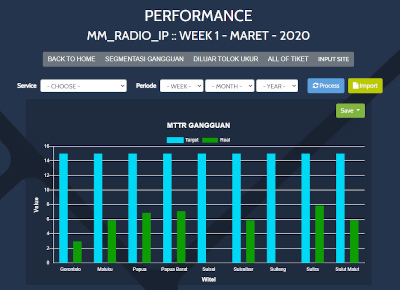 PERFORMANCE
MM_RADIO_IP :: WEEK 1 - MARET - 2020
BACK TO HOME SEGMENTASI GANGGUAN DILUAR TOLOK UKUR ALL OF TIKET INPUT SITE
Service - CHOOSE - Periode - WEEK - - MONTH - - YEAR - Process Import
Save
MTTR GANGGUAN
Target Real
16
14
12
10
8
6
4
2
0
Value
Gorontalo Maluku Papua Papua Barat Sulsel Sulselbar Sulteng Sultra Sulut Malut
Witel